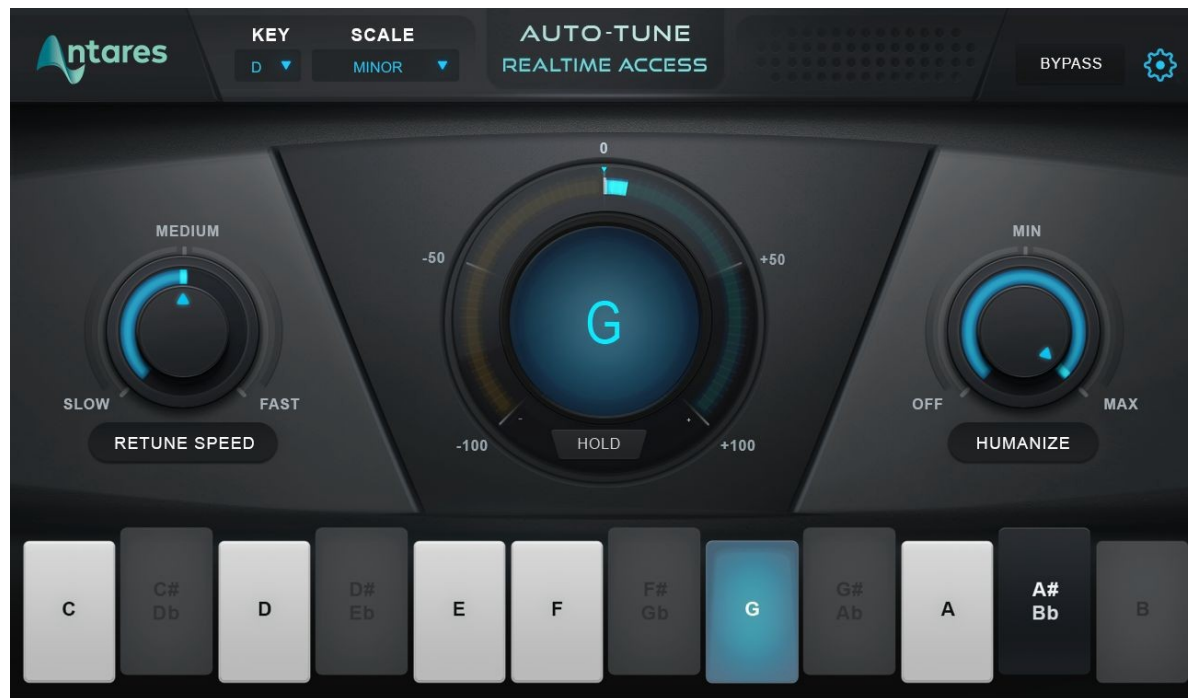 Antares
KEY
SCALE
D
MINOR
AUTO-TUNE
REALTIME ACCESS
BYPASS
0
-50
+50
-100
+100
G
HOLD
MEDIUM
SLOW
FAST
RETUNE SPEED
MIN
OFF
MAX
HUMANIZE
C
C#
Db
D
D#
Eb
E
F
F#
Gb
G
G#
Ab
A
A#
Bb
B